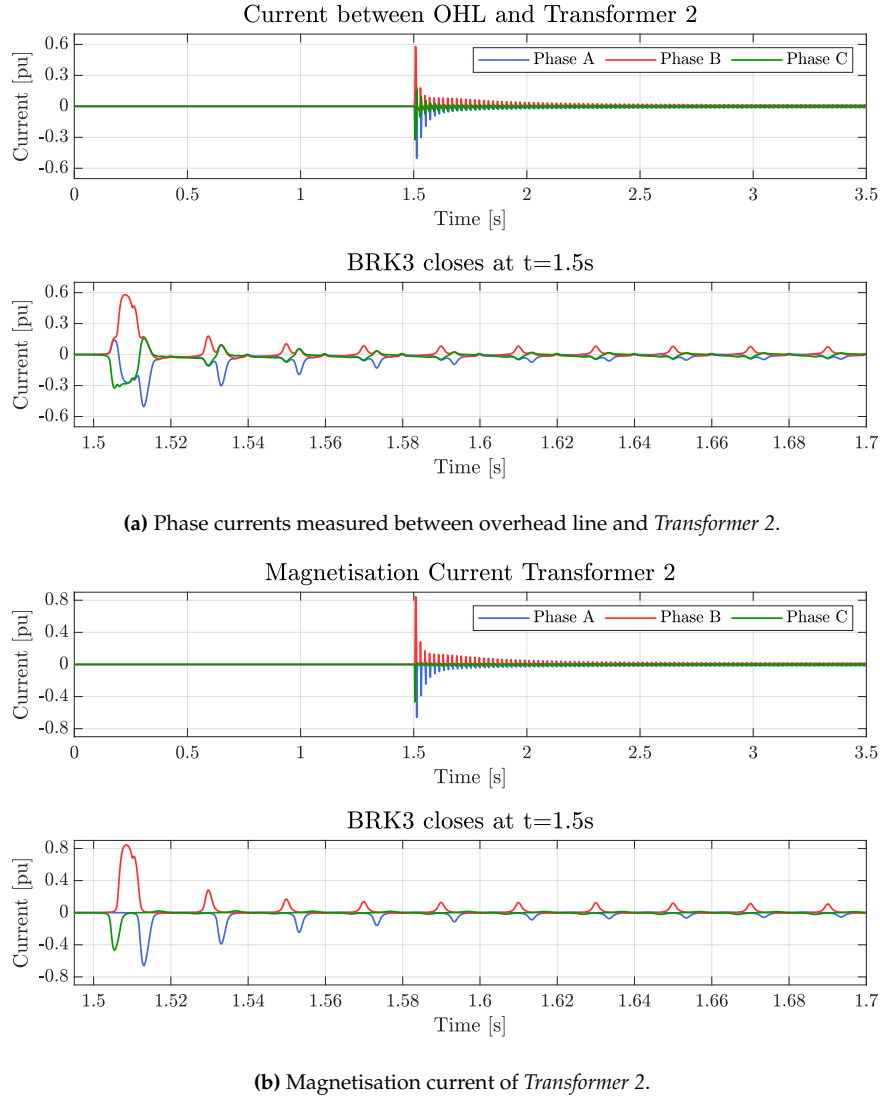 Current between OHL and Transformer 2
Current [pu]
0.6
0.3
0
-0.3
-0.6
Phase A Phase B Phase C
0 0.5 1 1.5 2 2.5 3 3.5
Time [s]
BRK3 closes at t=1.5s
Current [pu]
0.6
0.3
0
-0.3
-0.6
1.5 1.52 1.54 1.56 1.58 1.6 1.62 1.64 1.66 1.68 1.7
Time [s]
(a) Phase currents measured between overhead line and Transformer 2.
Magnetisation Current Transformer 2
Current [pu]
0.8
0.4
0
-0.4
-0.8
Phase A Phase B Phase C
0 0.5 1 1.5 2 2.5 3 3.5
Time [s]
BRK3 closes at t=1.5s
Current [pu]
0.8
0.4
0
-0.4
-0.8
1.5 1.52 1.54 1.56 1.58 1.6 1.62 1.64 1.66 1.68 1.7
Time [s]
(b) Magnetisation current of Transformer 2.